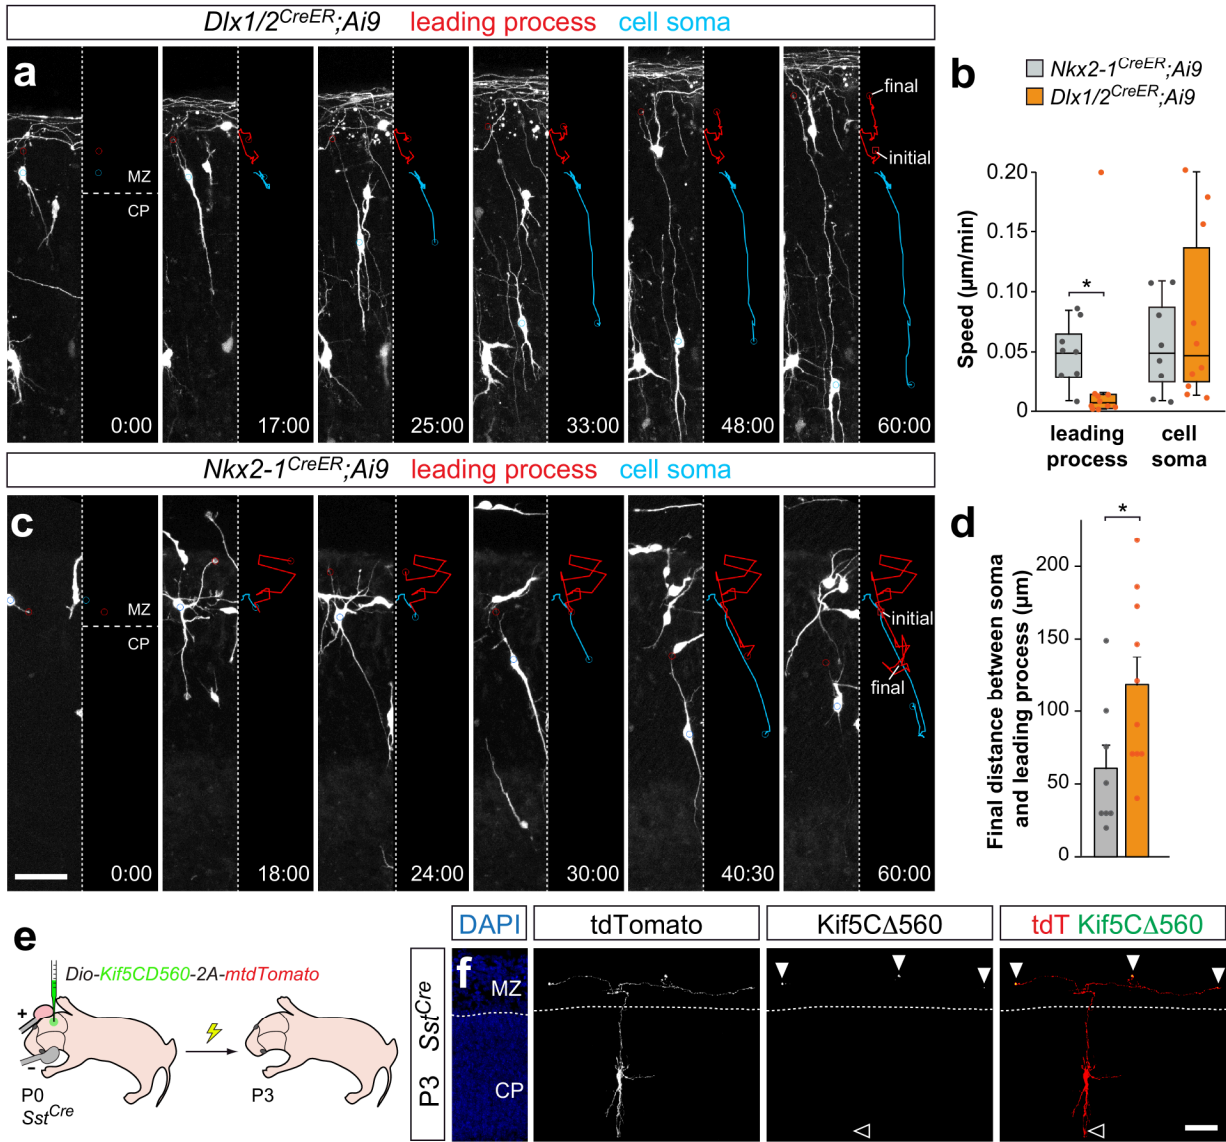 Dlx1/2CreER;Ai9 leading process cell soma
a
MZ
CP
final
initial
0:00 17:00 25:00 33:00 48:00 60:00
b
Nkx2-1CreER;Ai9
Dlx1/2CreER;Ai9
Speed (µm/min)
0.20
0.15
0.10
0.05
0
*
leading process
cell soma
Nkx2-1CreER;Ai9 leading process cell soma
c
MZ
CP
initial
final
0:00 18:00 24:00 30:00 40:30 60:00
d
Final distance between soma
and leading process (µm)
*
200
150
100
50
0
e
Dio-Kif5CD560-2A-mtdTomato
+
-
P0
SstCre
P3
DAPI tdTomato Kif5CΔ560 tdT Kif5CΔ560
P3 SstCre
f
MZ
CP